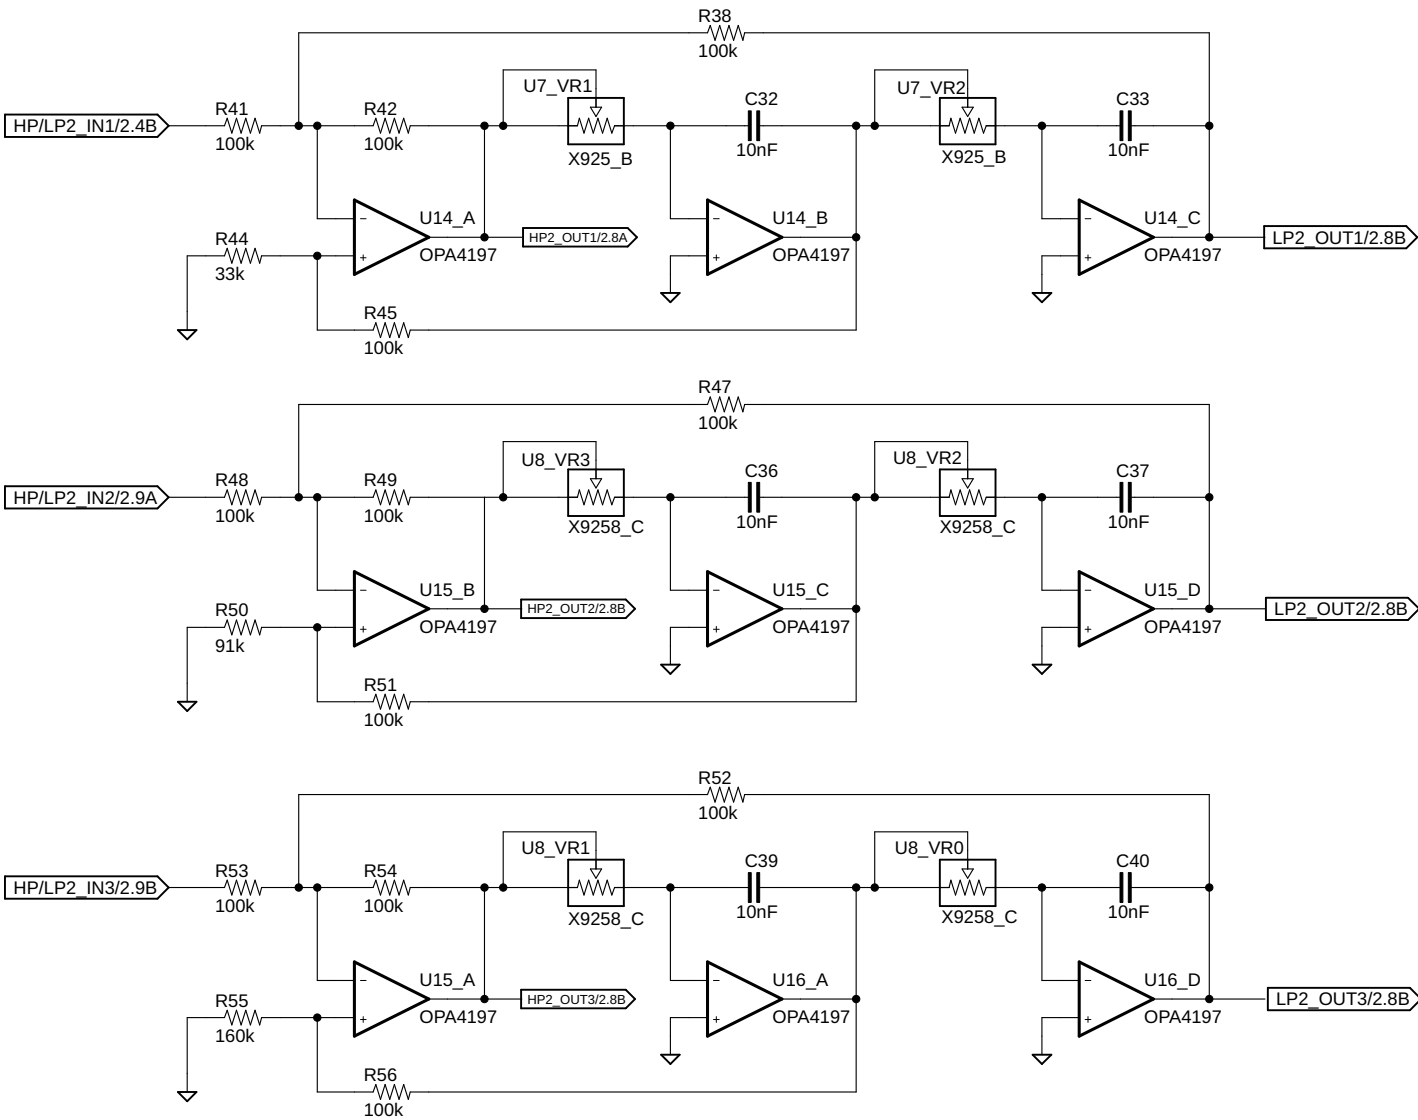 R38
100k
U7_VR1
U7_VR2
R41
R42
C32
C33
HP/LP2_IN1/2.4B
100k
100k
X925_B
10nF
X925_B
10nF
−
U14_A
−
U14_B
−
U14_C
R44
HP2_OUT1/2.8A
LP2_OUT1/2.8B
33k
+
OPA4197
+
OPA4197
+
OPA4197
R45
100k
R47
100k
U8_VR3
U8_VR2
R48
R49
C36
C37
HP/LP2_IN2/2.9A
100k
100k
X9258_C
10nF
X9258_C
10nF
−
U15_B
−
U15_C
−
U15_D
R50
HP2_OUT2/2.8B
LP2_OUT2/2.8B
91k
+
OPA4197
+
OPA4197
+
OPA4197
R51
100k
R52
100k
U8_VR1
U8_VR0
R53
R54
C39
C40
HP/LP2_IN3/2.9B
100k
100k
X9258_C
10nF
X9258_C
10nF
−
U15_A
−
U16_A
−
U16_D
R55
HP2_OUT3/2.8B
LP2_OUT3/2.8B
160k
+
OPA4197
+
OPA4197
+
OPA4197
R56
100k